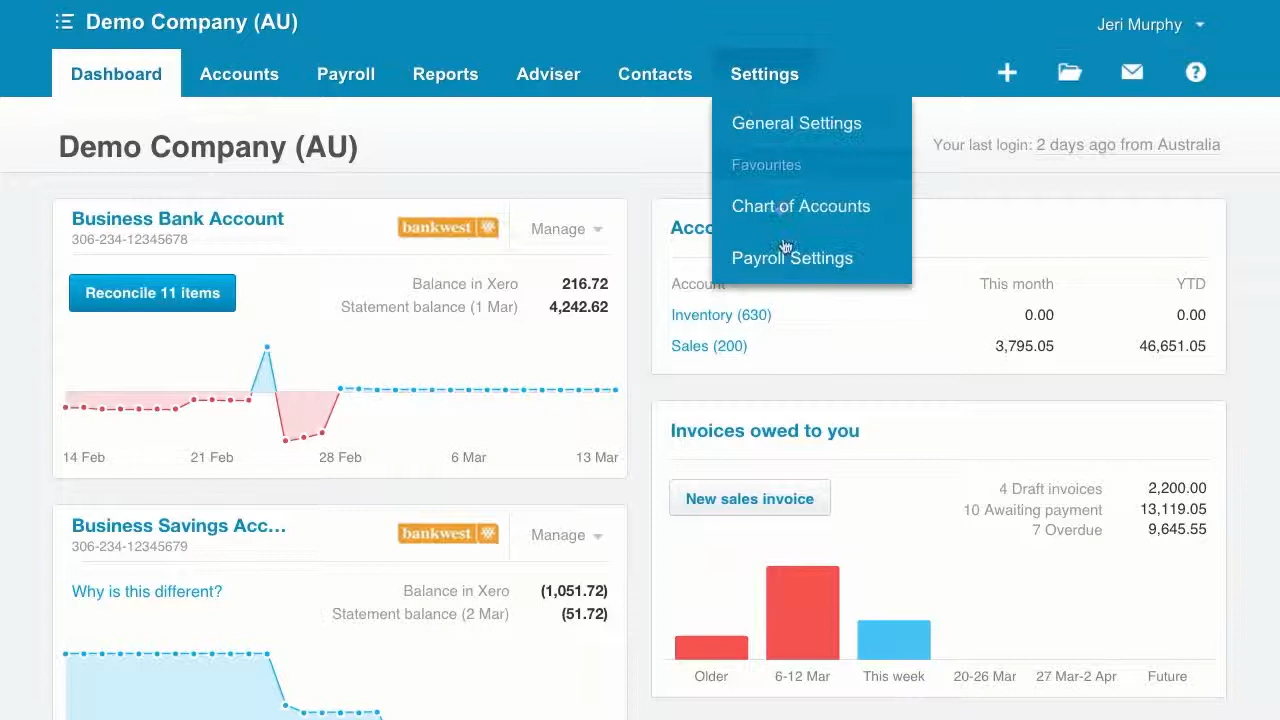 Demo Company (AU)
Jeri Murphy
Dashboard Accounts Payroll Reports Adviser Contacts Settings
General Settings
Favourites
Chart of Accounts
Payroll Settings
Demo Company (AU)
Your last login: 2 days ago from Australia
Business Bank Account
306-234-12345678
bankwest
Manage
Reconcile 11 items
Balance in Xero 216.72
Statement balance (1 Mar) 4,242.62
14 Feb 21 Feb 28 Feb 6 Mar 13 Mar
Business Savings Acc...
306-234-12345679
bankwest
Manage
Why is this different?
Balance in Xero (1,051.72)
Statement balance (2 Mar) (51.72)
Acco
Account This month YTD
Inventory (630) 0.00 0.00
Sales (200) 3,795.05 46,651.05
Invoices owed to you
New sales invoice
4 Draft invoices 2,200.00
10 Awaiting payment 13,119.05
7 Overdue 9,645.55
Older 6-12 Mar This week 20-26 Mar 27 Mar-2 Apr Future